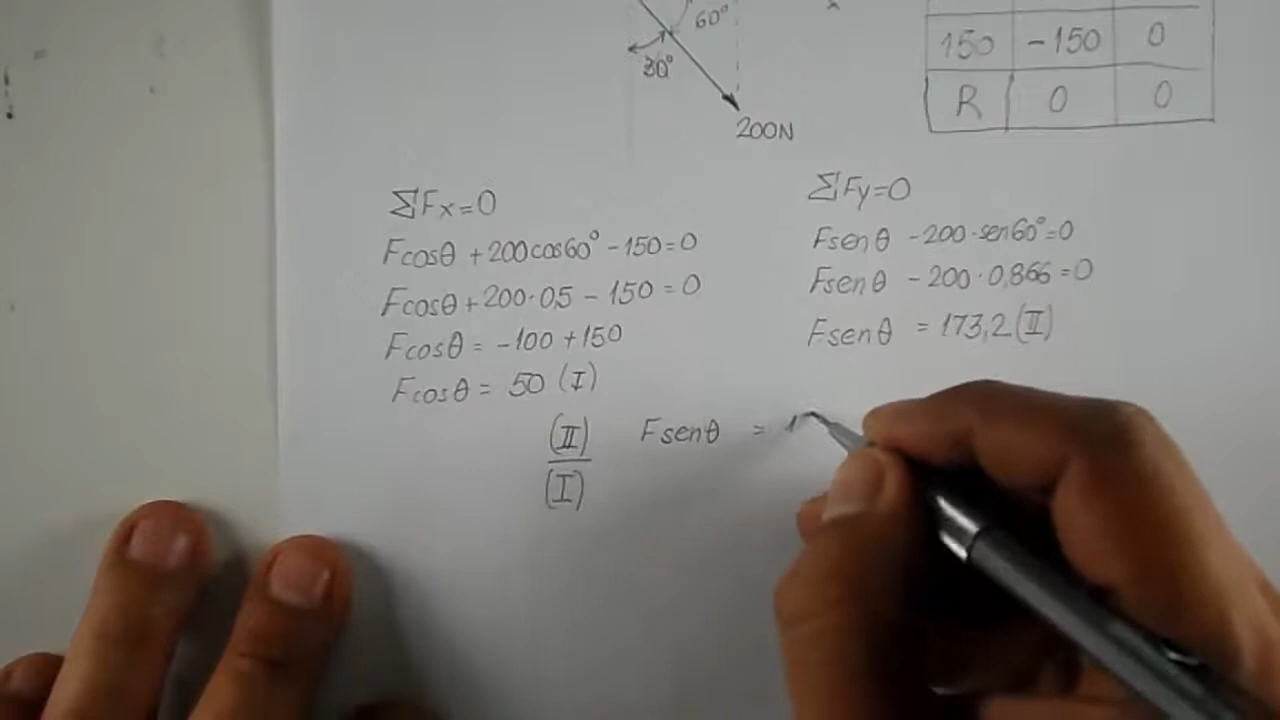 60°
30°
200N
150 -150 0
R 0 0
ΣFx=0
Fcosθ + 200cos60° - 150 = 0
Fcosθ + 200·0,5 - 150 = 0
Fcosθ = -100 + 150
Fcosθ = 50 (I)
ΣFy=0
Fsenθ - 200·sen60° = 0
Fsenθ - 200·0,866 = 0
Fsenθ = 173,2 (II)
(II) Fsenθ = 1
(I)